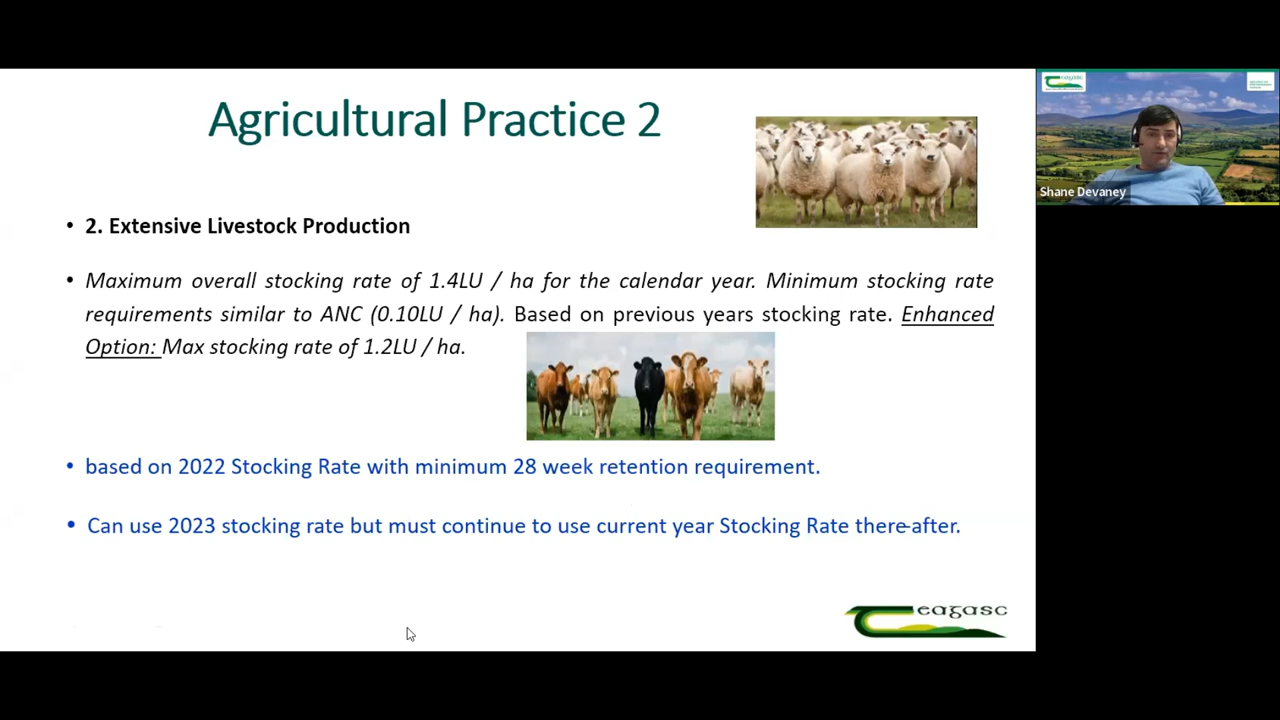 Agricultural Practice 2
• 2. Extensive Livestock Production
• Maximum overall stocking rate of 1.4LU / ha for the calendar year. Minimum stocking rate
requirements similar to ANC (0.10LU / ha). Based on previous years stocking rate. Enhanced
Option: Max stocking rate of 1.2LU / ha.
• based on 2022 Stocking Rate with minimum 28 week retention requirement.
• Can use 2023 stocking rate but must continue to use current year Stocking Rate there-after.
eagasc
eagasc
Shane Devaney